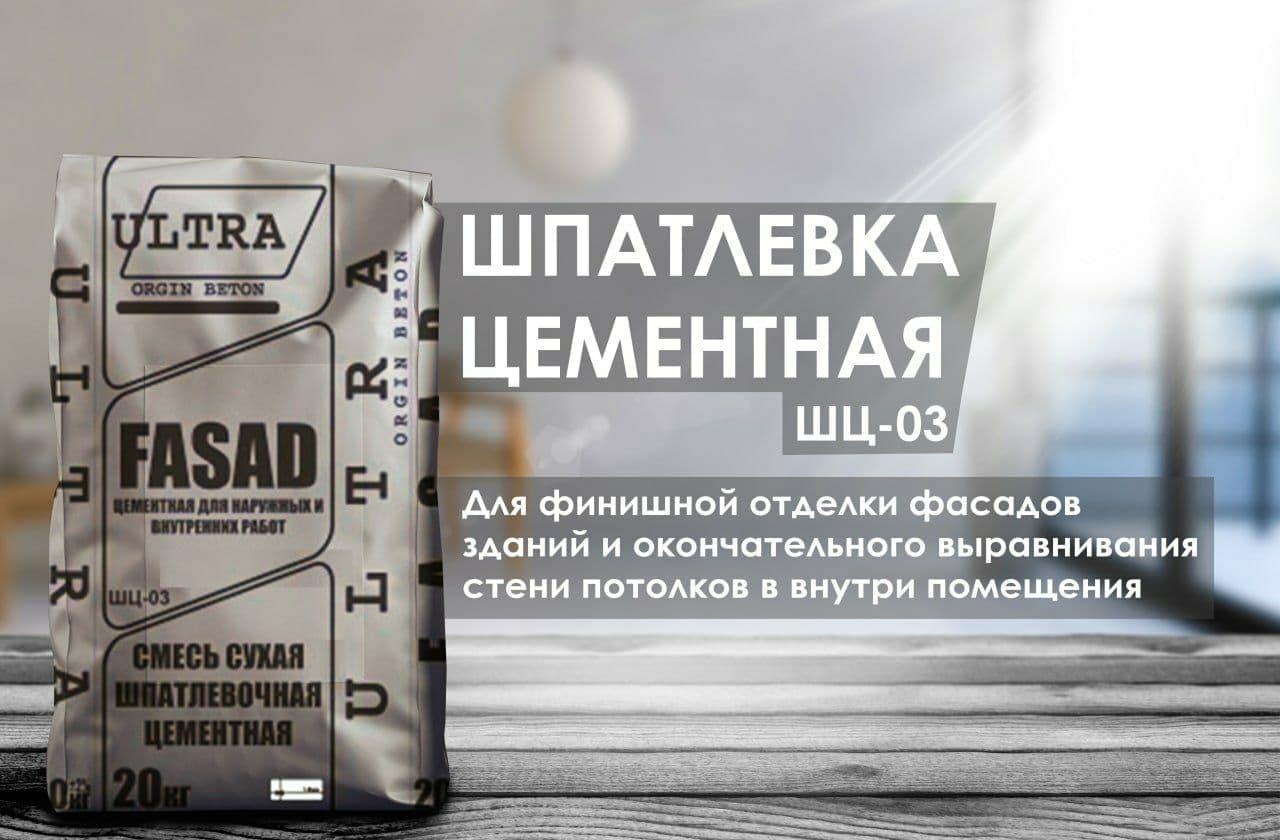 ULTRA
ORGIN BETON
ULTRA
ULTRA
ORGIN BETON
FASAD
FASAD
ЦЕМЕНТНАЯ ДЛЯ НАРУЖНЫХ И
ВНУТРЕННИХ РАБОТ
ШЦ-03
СМЕСЬ СУХАЯ
ШПАТЛЕВОЧНАЯ
ЦЕМЕНТНАЯ
20кг
20
ШПАТЛЕВКА
ЦЕМЕНТНАЯ
ШЦ-03
Для финишной отделки фасадов
зданий и окончательного выравнивания
стени потолков в внутри помещения